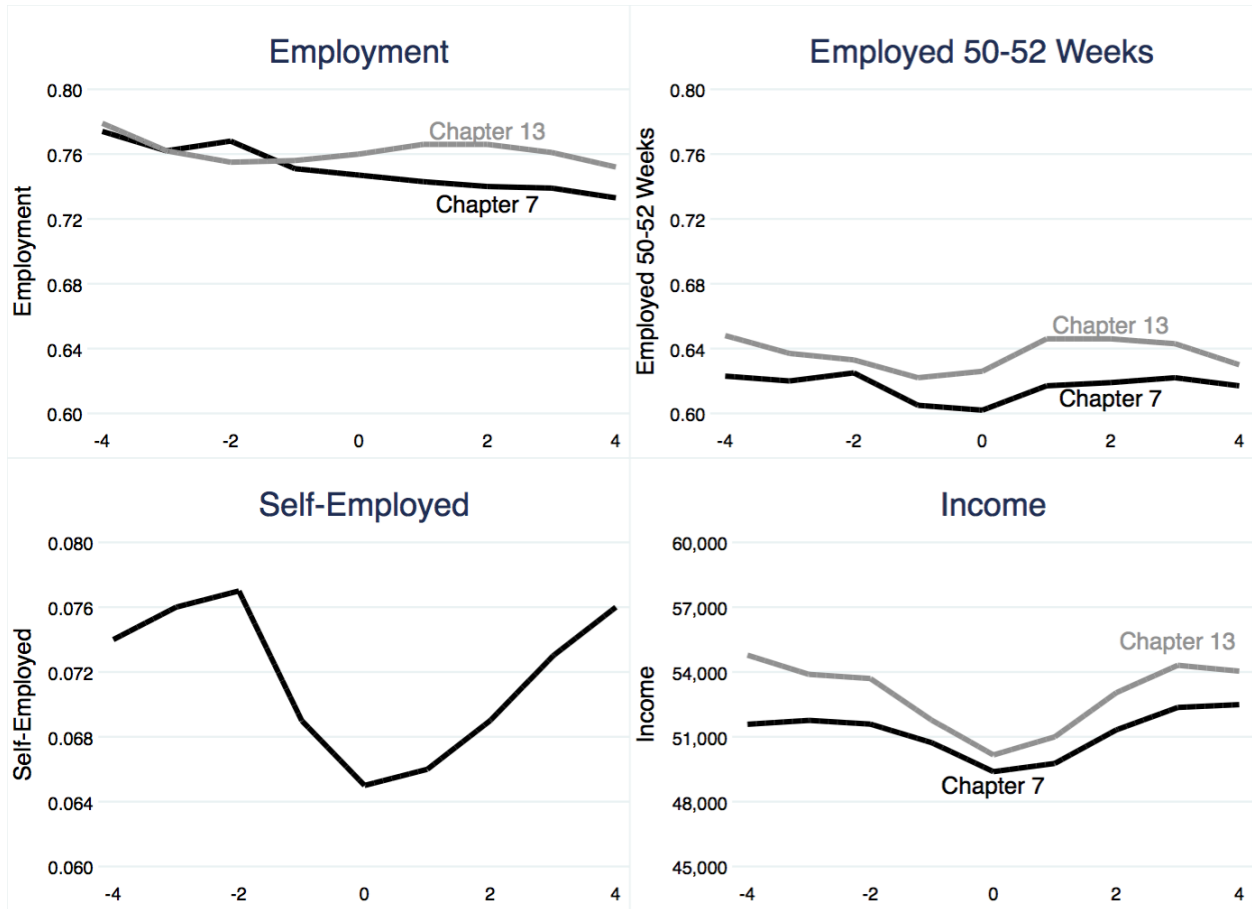 Employment
0.80
0.76
0.72
0.68
0.64
0.60
Employment
Chapter 13
Chapter 7
-4 -2 0 2 4
Employed 50-52 Weeks
0.80
0.76
0.72
0.68
0.64
0.60
Employed 50-52 Weeks
Chapter 13
Chapter 7
-4 -2 0 2 4
Self-Employed
0.080
0.076
0.072
0.068
0.064
0.060
Self-Employed
-4 -2 0 2 4
Income
60,000
57,000
54,000
51,000
48,000
45,000
Income
Chapter 13
Chapter 7
-4 -2 0 2 4